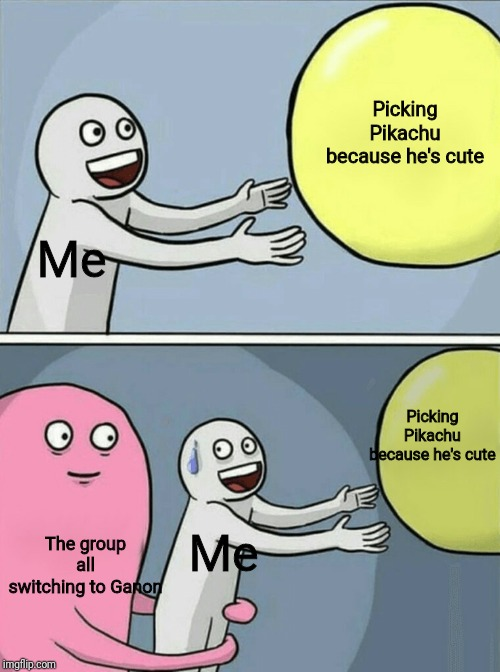 Picking
Pikachu
because he's cute
Me
Picking
Pikachu
because he's cute
The group
all
switching to Ganon
Me
imgflip.com